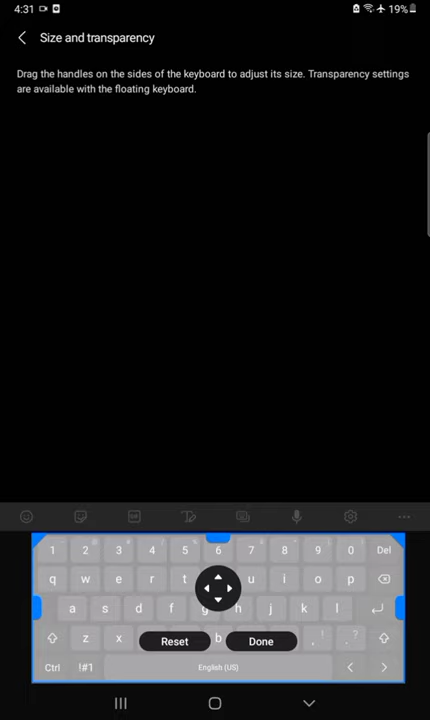 4:31
19%
Size and transparency
Drag the handles on the sides of the keyboard to adjust its size. Transparency settings
are available with the floating keyboard.
GIF
1 2 3 4 5 6 7 8 9 0 Del
q w e r t u i o p
a s d f g h j k l
z x b , ! . ?
Reset Done
Ctrl !#1 English (US)